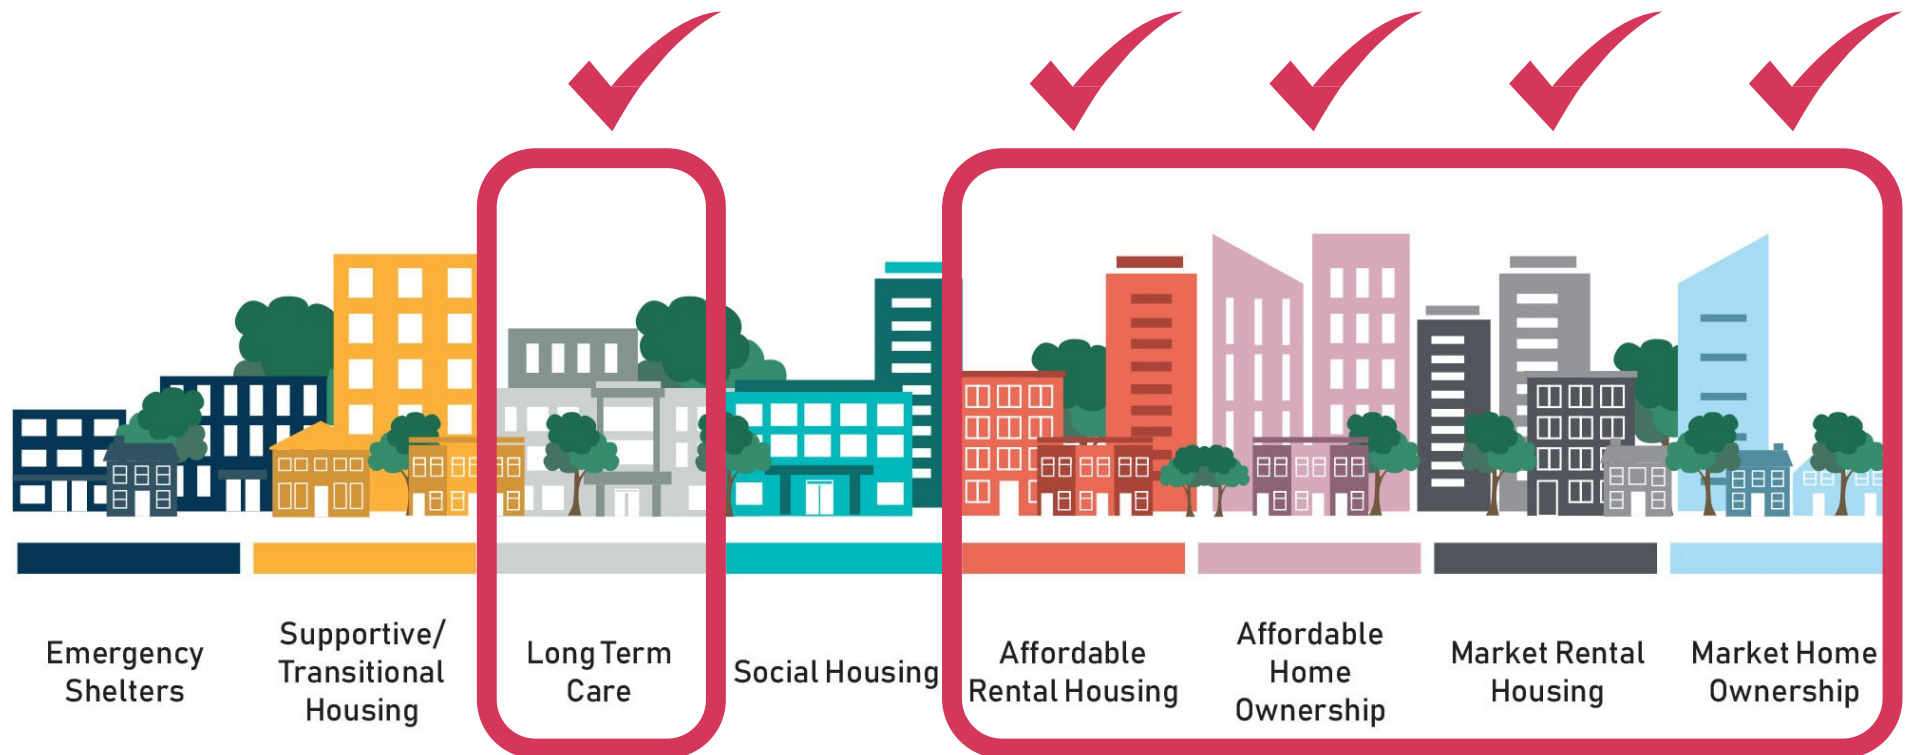 Emergency
Shelters
Supportive/
Transitional
Housing
Long Term
Care
Social Housing
Affordable
Rental Housing
Affordable
Home
Ownership
Market Rental
Housing
Market Home
Ownership